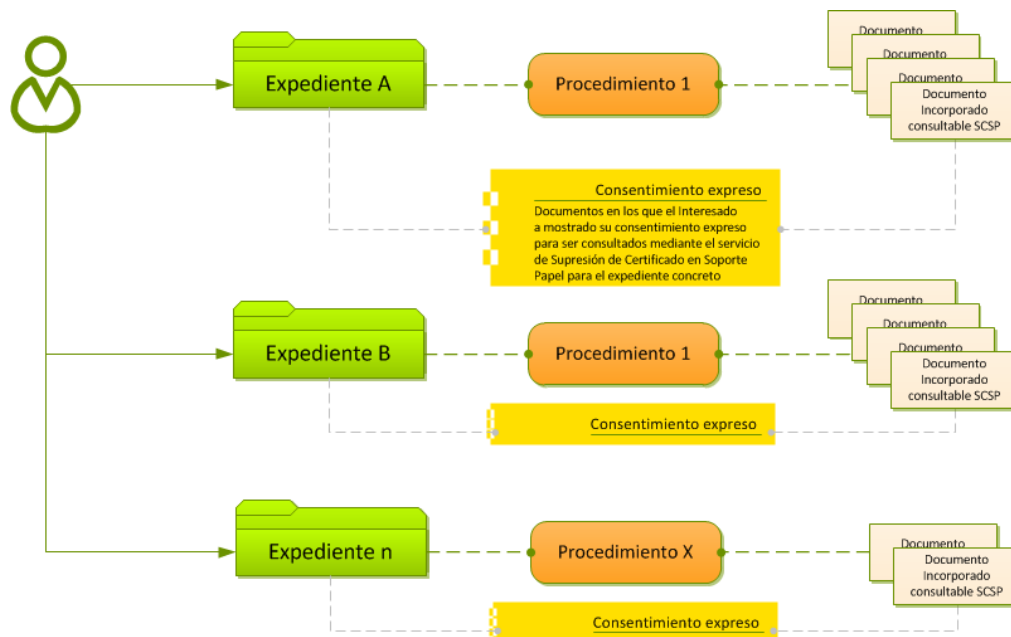 Expediente A
Procedimiento 1
Documento
Documento
Documento
Documento
Incorporado
consultable SCSP
Consentimiento expreso
Documentos en los que el Interesado
a mostrado su consentimiento expreso
para ser consultados mediante el servicio
de Supresión de Certificado en Soporte
Papel para el expediente concreto
Expediente B
Procedimiento 1
Documento
Documento
Documento
Documento
Incorporado
consultable SCSP
Consentimiento expreso
Expediente n
Procedimiento X
Documento
Documento
Incorporado
consultable SCSP
Consentimiento expreso